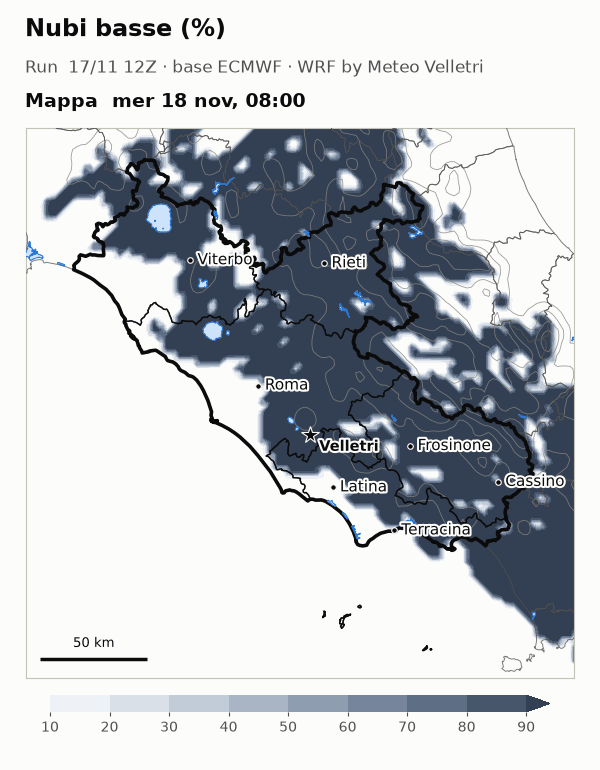 Nubi basse (%)
Run  17/11 12Z · base ECMWF · WRF by Meteo Velletri
Mappa  mer 18 nov, 08:00
Viterbo
Rieti
Roma
Velletri
Frosinone
Latina
Cassino
Terracina
50 km
10 20 30 40 50 60 70 80 90